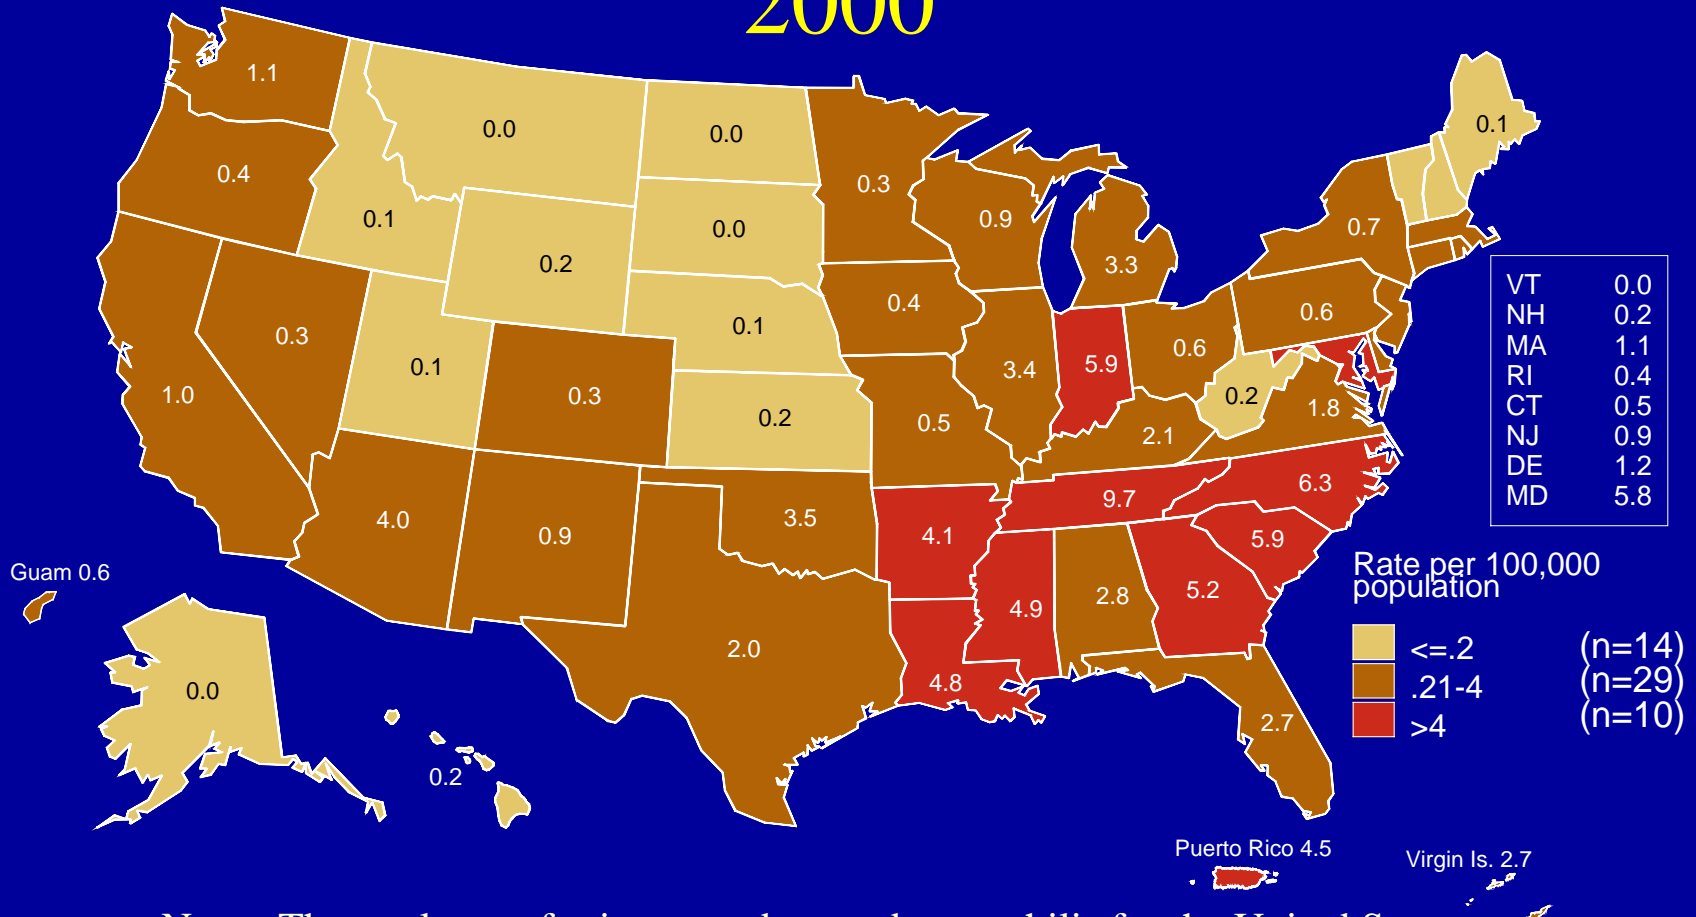 2000
1.1
0.0
0.0
0.1
0.4
0.3
0.1
0.0
0.9
0.7
0.2
3.3
VT 0.0
NH 0.2
MA 1.1
RI 0.4
CT 0.5
NJ 0.9
DE 1.2
MD 5.8
0.3
0.1
0.4
0.6
0.6
1.0
0.1
0.3
3.4
5.9
0.2
1.8
0.2
0.5
2.1
4.0
0.9
3.5
4.1
9.7
6.3
5.9
Guam 0.6
2.0
4.9
2.8
5.2
4.8
2.7
Rate per 100,000
population
<=.2 (n=14)
.21-4 (n=29)
>4 (n=10)
0.0
0.2
Puerto Rico 4.5
Virgin Is. 2.7